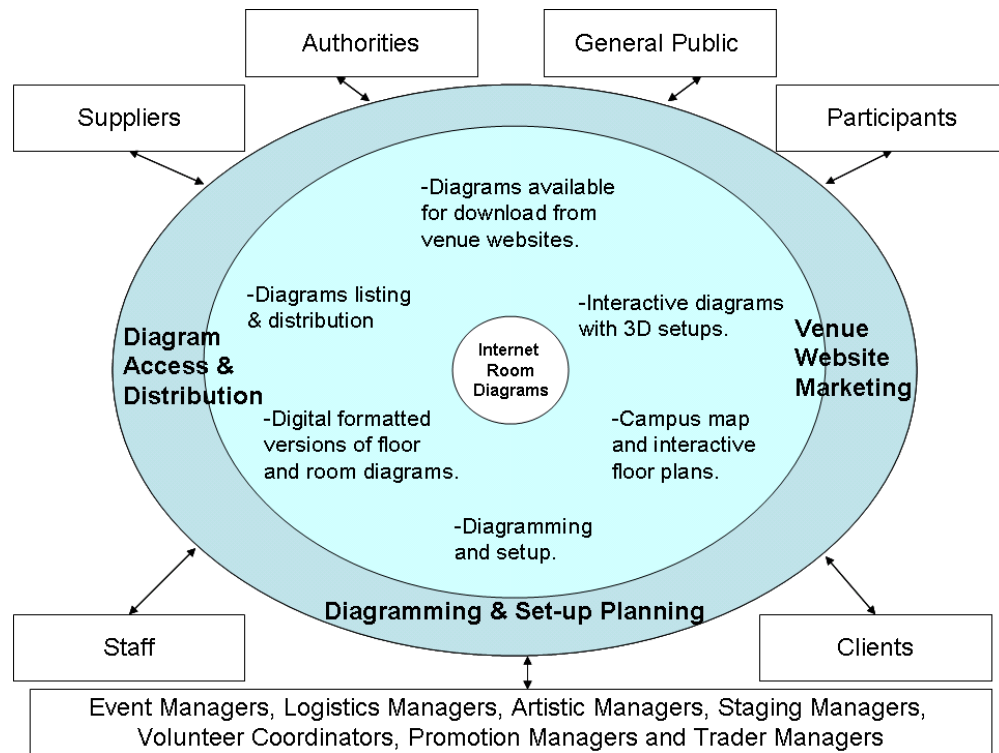 Authorities
General Public
Suppliers
Participants
-Diagrams available
for download from
venue websites.
-Diagrams listing
& distribution
-Interactive diagrams
with 3D setups.
Diagram
Access &
Distribution
Internet
Room
Diagrams
Venue
Website
Marketing
-Digital formatted
versions of floor
and room diagrams.
-Campus map
and interactive
floor plans.
-Diagramming
and setup.
Diagramming & Set-up Planning
Staff
Clients
Event Managers, Logistics Managers, Artistic Managers, Staging Managers,
Volunteer Coordinators, Promotion Managers and Trader Managers